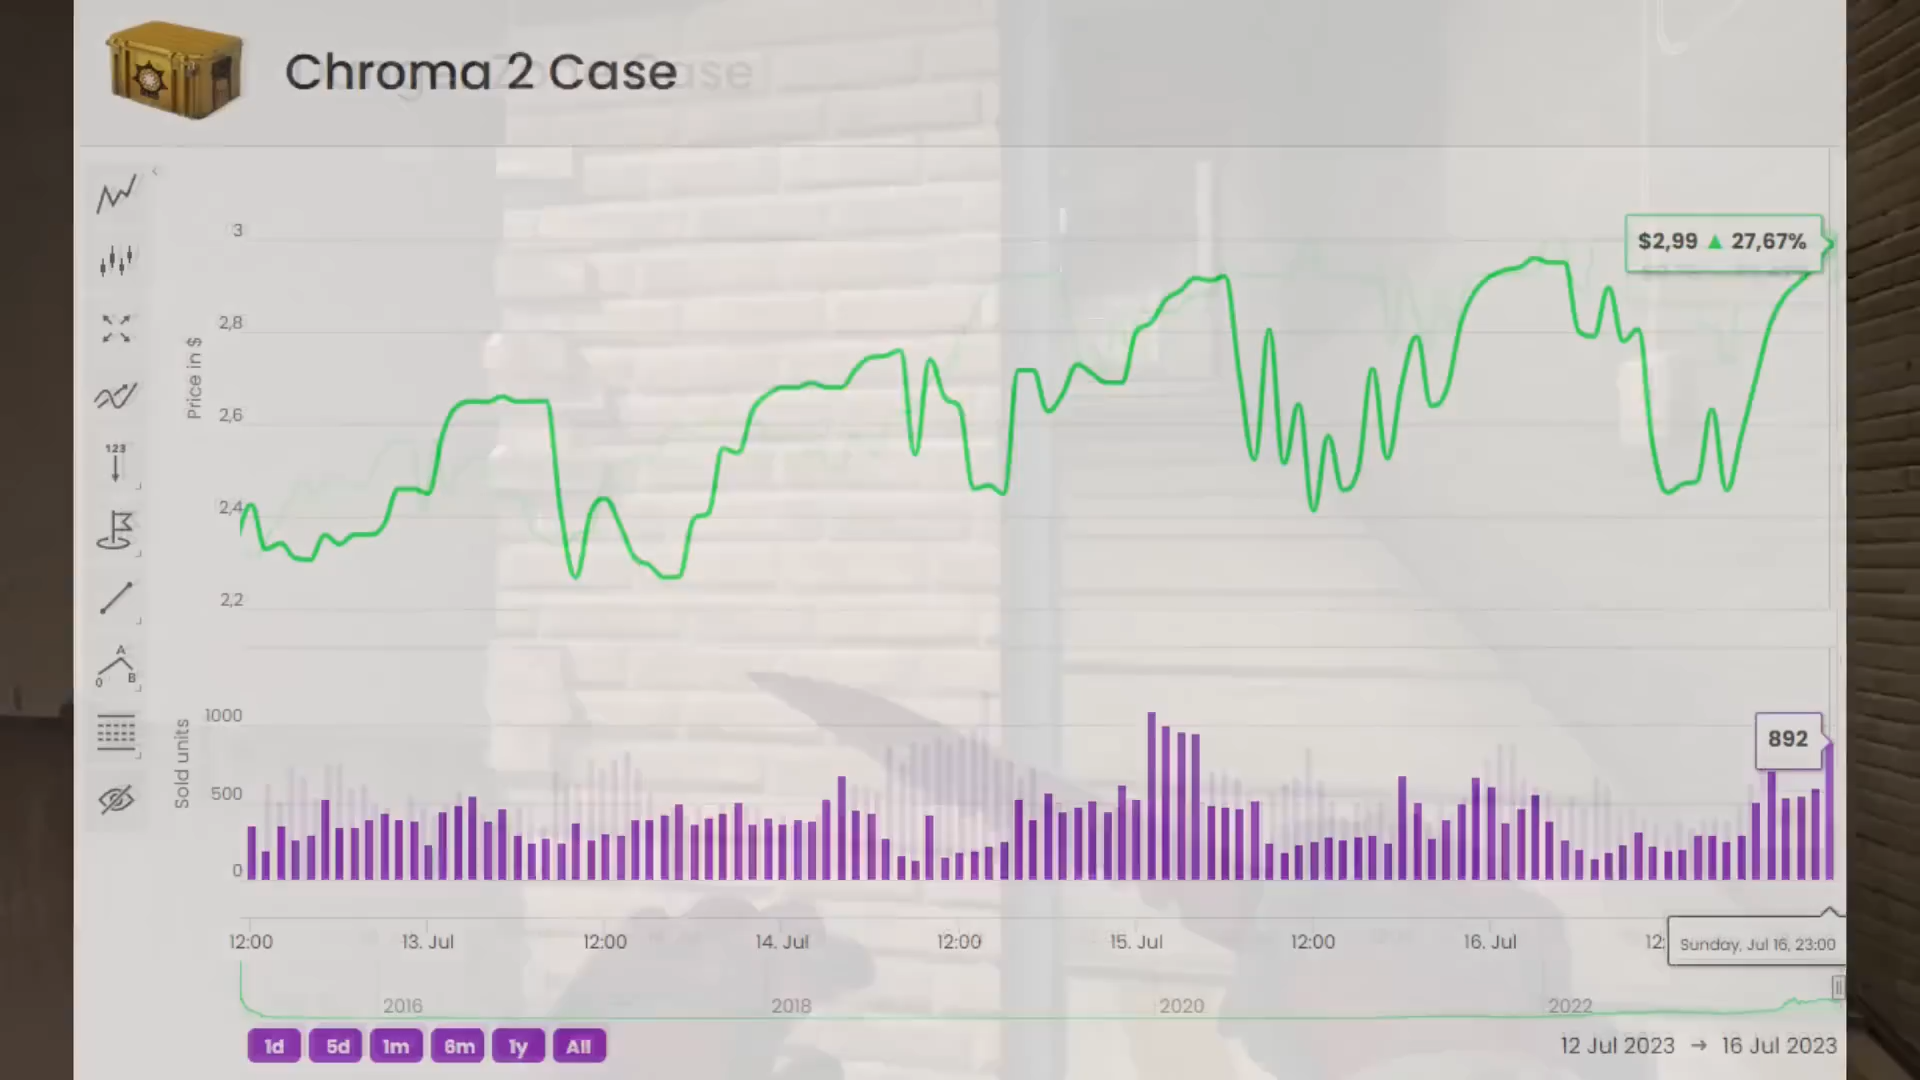 Chroma 2 Case
3
$2,99 ▲ 27,67%
2,8
Price in $
2,6
123
2,4
2,2
A
0 B
1000
892
Sold units
500
0
12:00 13. Jul 12:00 14. Jul 12:00 15. Jul 12:00 16. Jul 12:
Sunday, Jul 16, 23:00
2016 2018 2020 2022
1d 5d 1m 6m 1y All
12 Jul 2023 → 16 Jul 2023